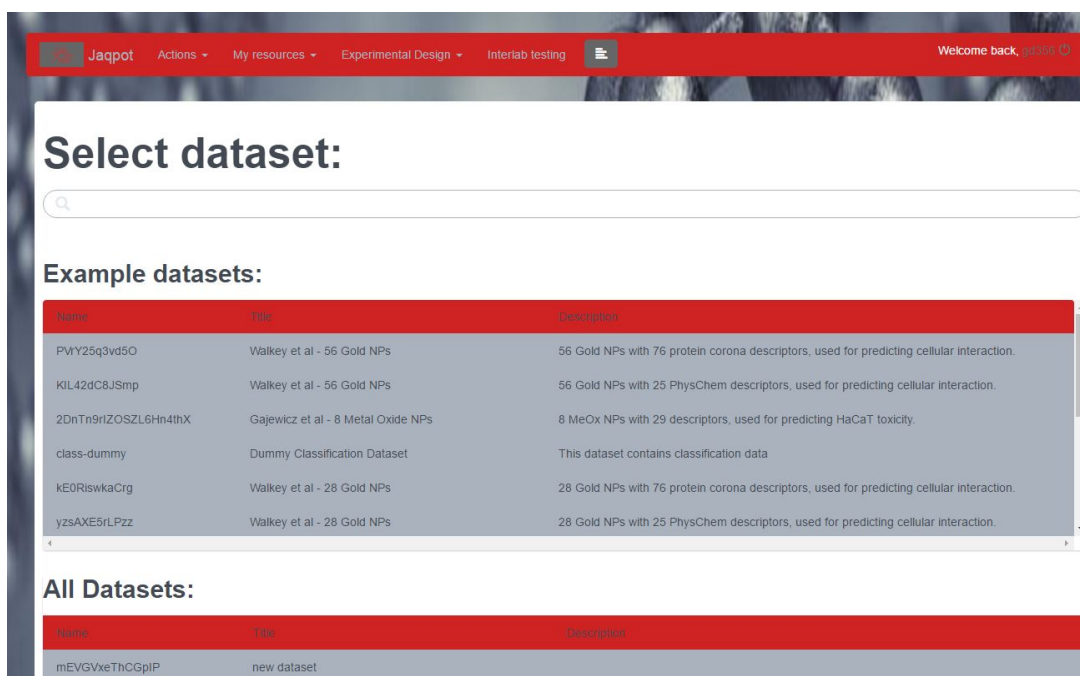 Jaqpot Actions My resources Experimental Design Interlab testing Welcome back, gd356
Select dataset:
Example datasets:
Name Title Description
PVrY25q3vd5O Walkey et al - 56 Gold NPs 56 Gold NPs with 76 protein corona descriptors, used for predicting cellular interaction.
KIL42dC8JSmp Walkey et al - 56 Gold NPs 56 Gold NPs with 25 PhysChem descriptors, used for predicting cellular interaction.
2DnTn9rIZOSZL6Hn4thX Gajewicz et al - 8 Metal Oxide NPs 8 MeOx NPs with 29 descriptors, used for predicting HaCaT toxicity.
class-dummy Dummy Classification Dataset This dataset contains classification data
kE0RiswkaCrg Walkey et al - 28 Gold NPs 28 Gold NPs with 76 protein corona descriptors, used for predicting cellular interaction.
yzsAXE5rLPzz Walkey et al - 28 Gold NPs 28 Gold NPs with 25 PhysChem descriptors, used for predicting cellular interaction.
All Datasets:
Name Title Description
mEVGVxeThCGpIP new dataset